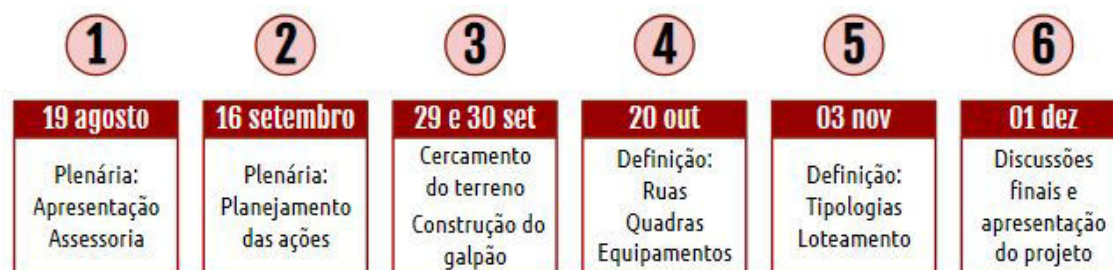 1
19 agosto
Plenária:
Apresentação
Assessoria
2
16 setembro
Plenária:
Planejamento
das ações
3
29 e 30 set
Cercamento
do terreno
Construção do
galpão
4
20 out
Definição:
Ruas
Quadras
Equipamentos
5
03 nov
Definição:
Tipologias
Loteamento
6
01 dez
Discussões
finais e
apresentação
do projeto